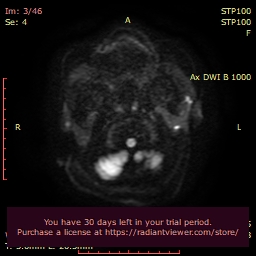 Im: 3/46
Se: 4
A
STP100
STP100
F
Ax DWI B 1000
R
L
You have 30 days left in your trial period.
Purchase a license at https://radiantviewer.com/store/